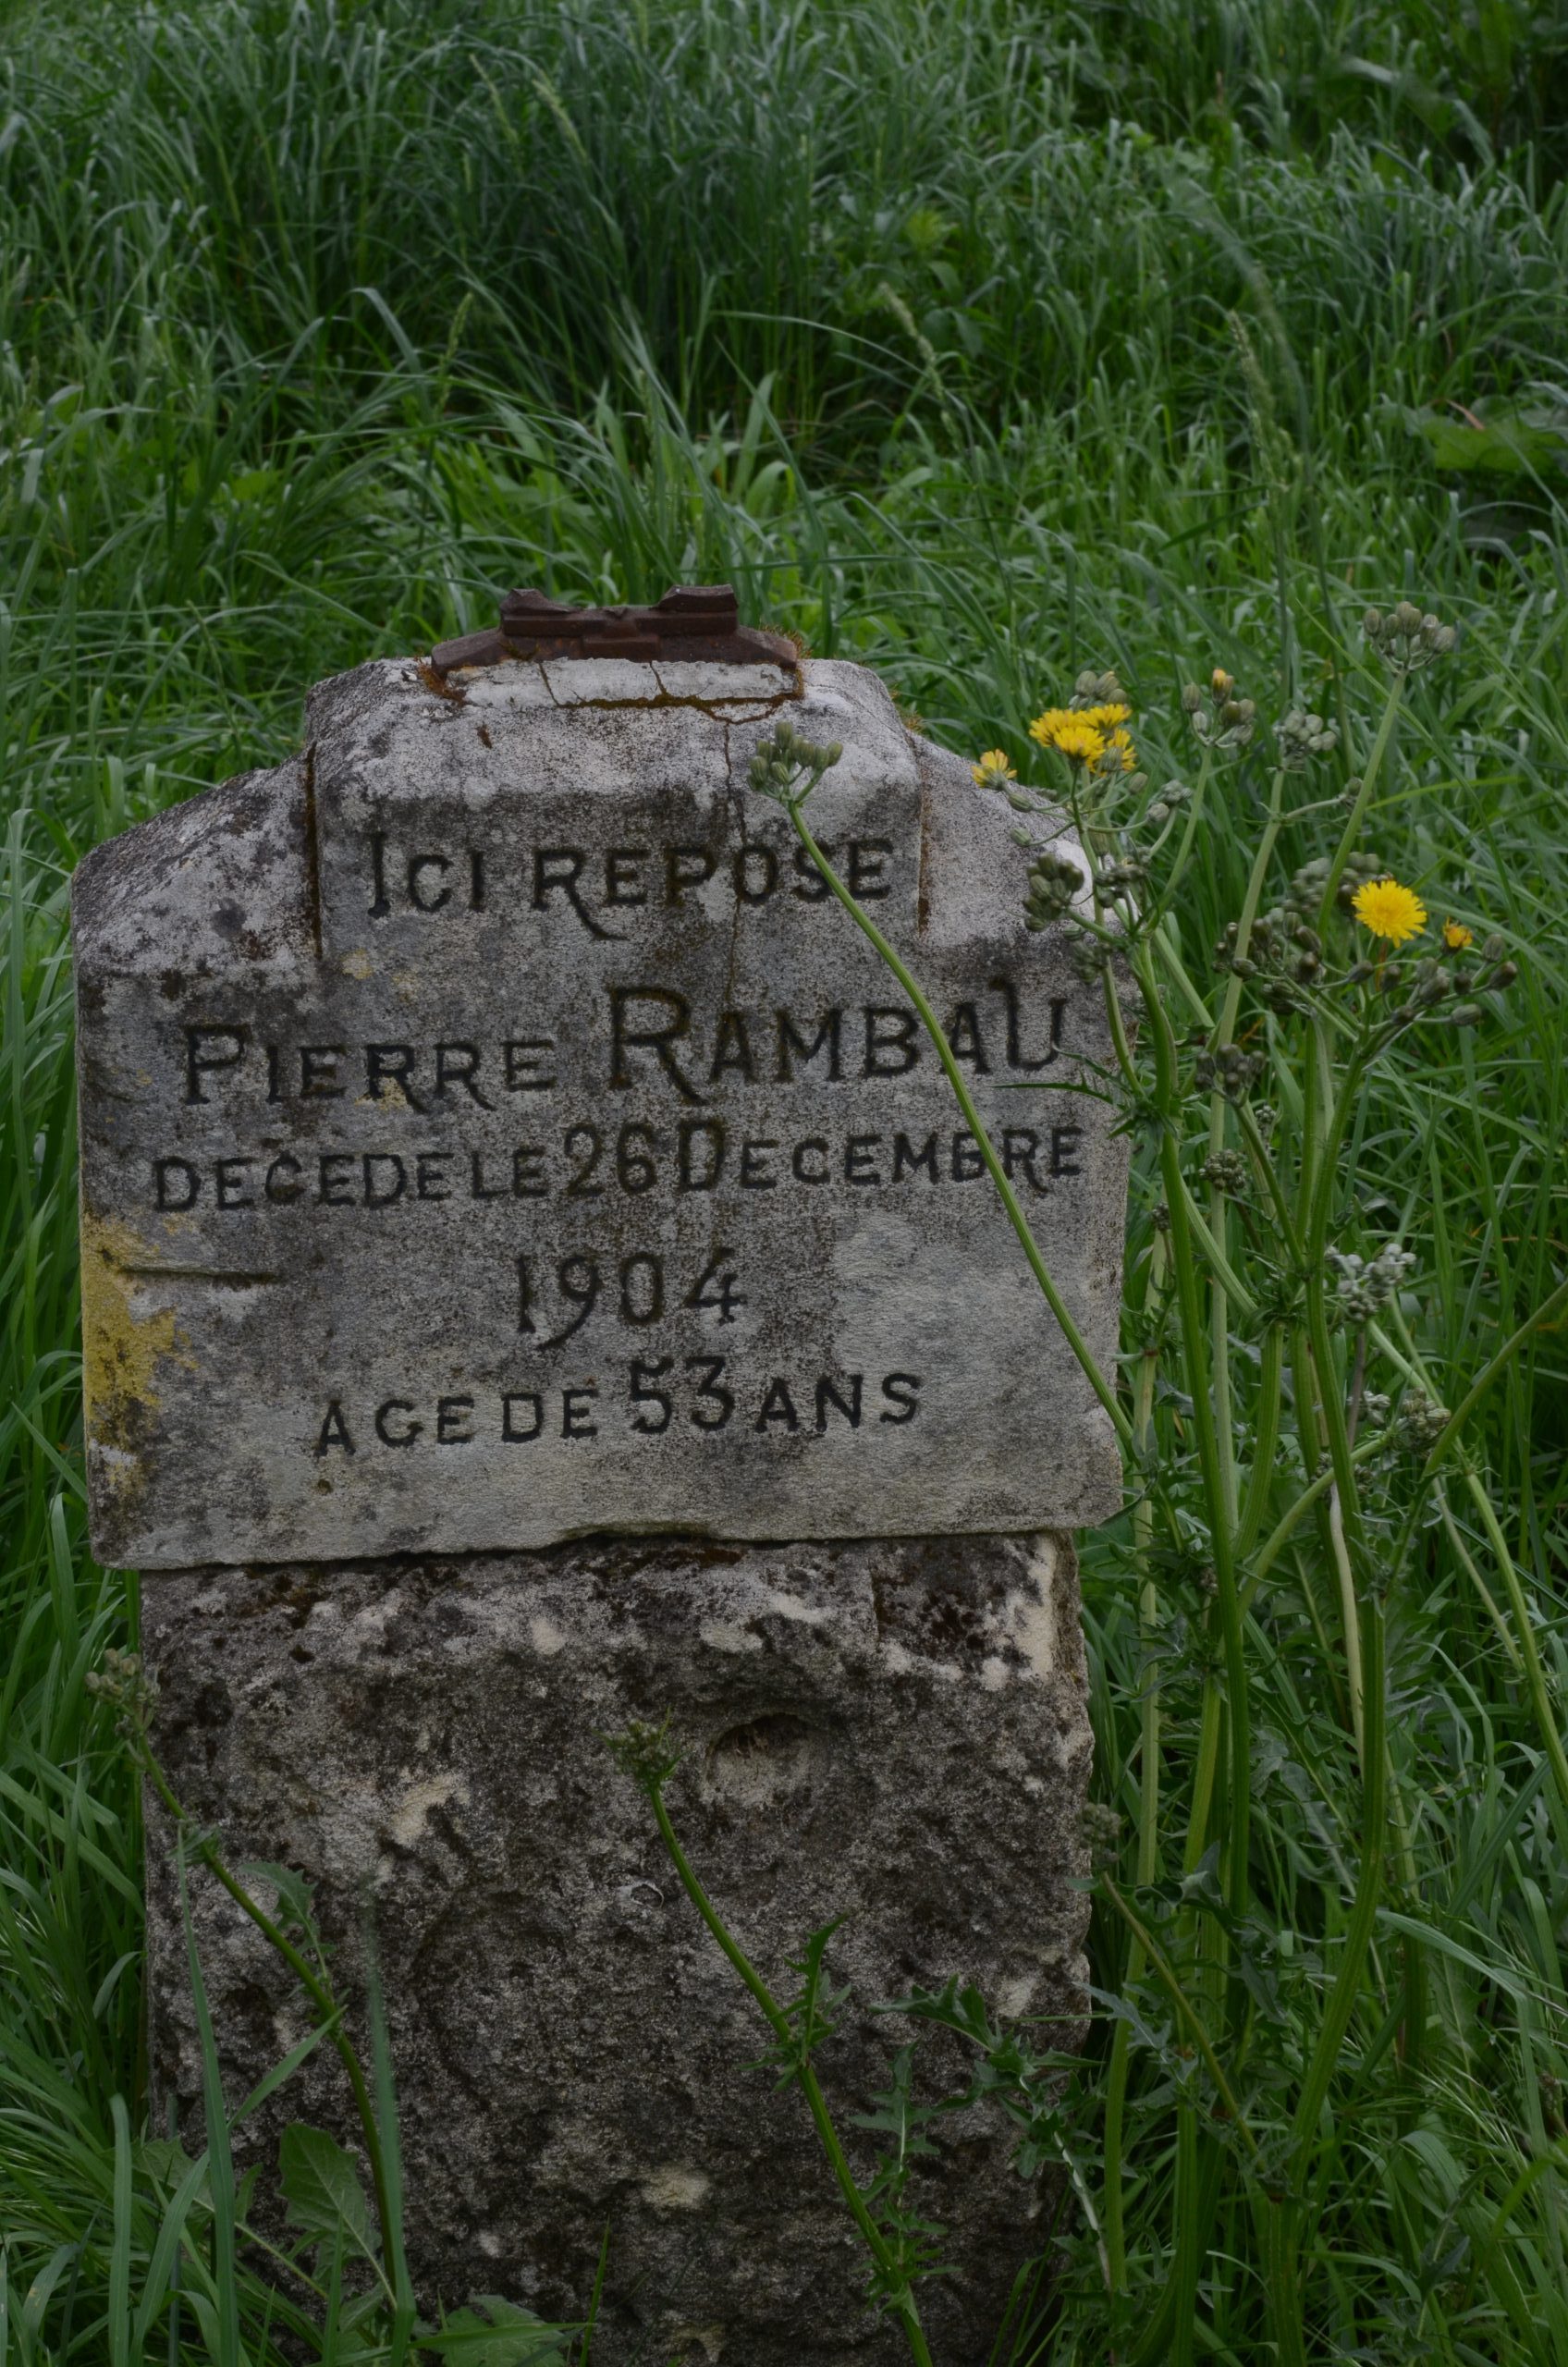 ICI REPOSE
PIERRE RAMBAU
DECEDE LE 26 DECEMBRE
1904
AGE DE 53 ANS